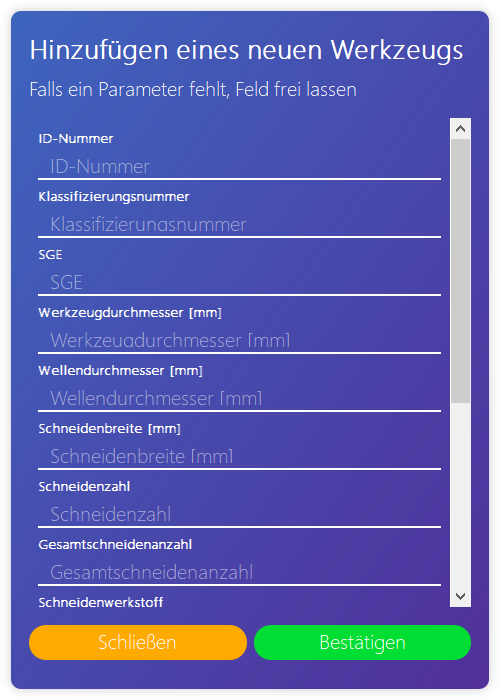 Hinzufügen eines neuen Werkzeugs
Falls ein Parameter fehlt, Feld frei lassen
ID-Nummer
ID-Nummer
Klassifizierungsnummer
Klassifizierungsnummer
SGE
SGE
Werkzeugdurchmesser [mm]
Werkzeugdurchmesser [mm]
Wellendurchmesser [mm]
Wellendurchmesser [mm]
Schneidenbreite [mm]
Schneidenbreite [mm]
Schneidenzahl
Schneidenzahl
Gesamtschneidenanzahl
Gesamtschneidenanzahl
Schneidenwerkstoff
Schließen Bestätigen